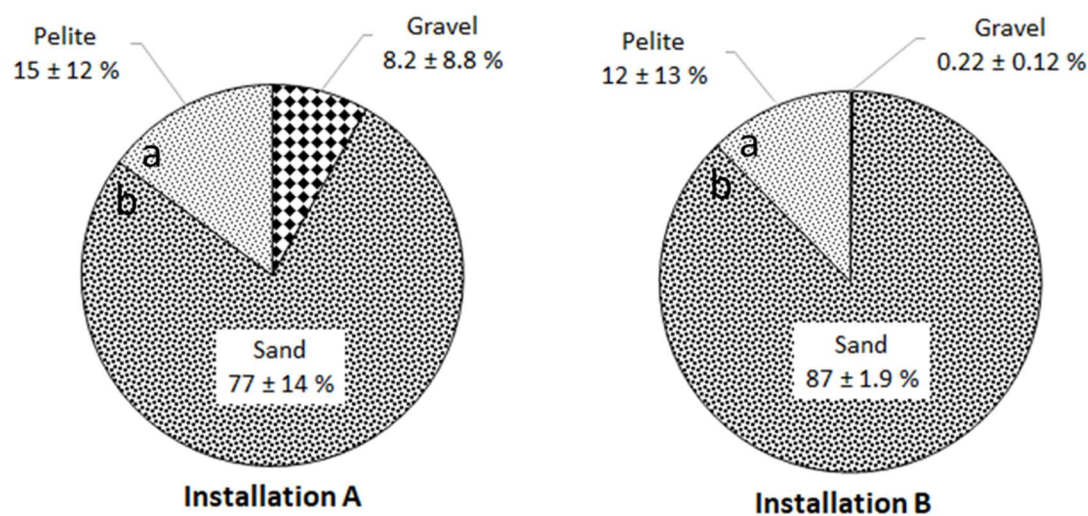 Pelite
15 ± 12 %
Gravel
8.2 ± 8.8 %
a
b
Sand
77 ± 14 %
Installation A
Pelite
12 ± 13 %
Gravel
0.22 ± 0.12 %
a
b
Sand
87 ± 1.9 %
Installation B